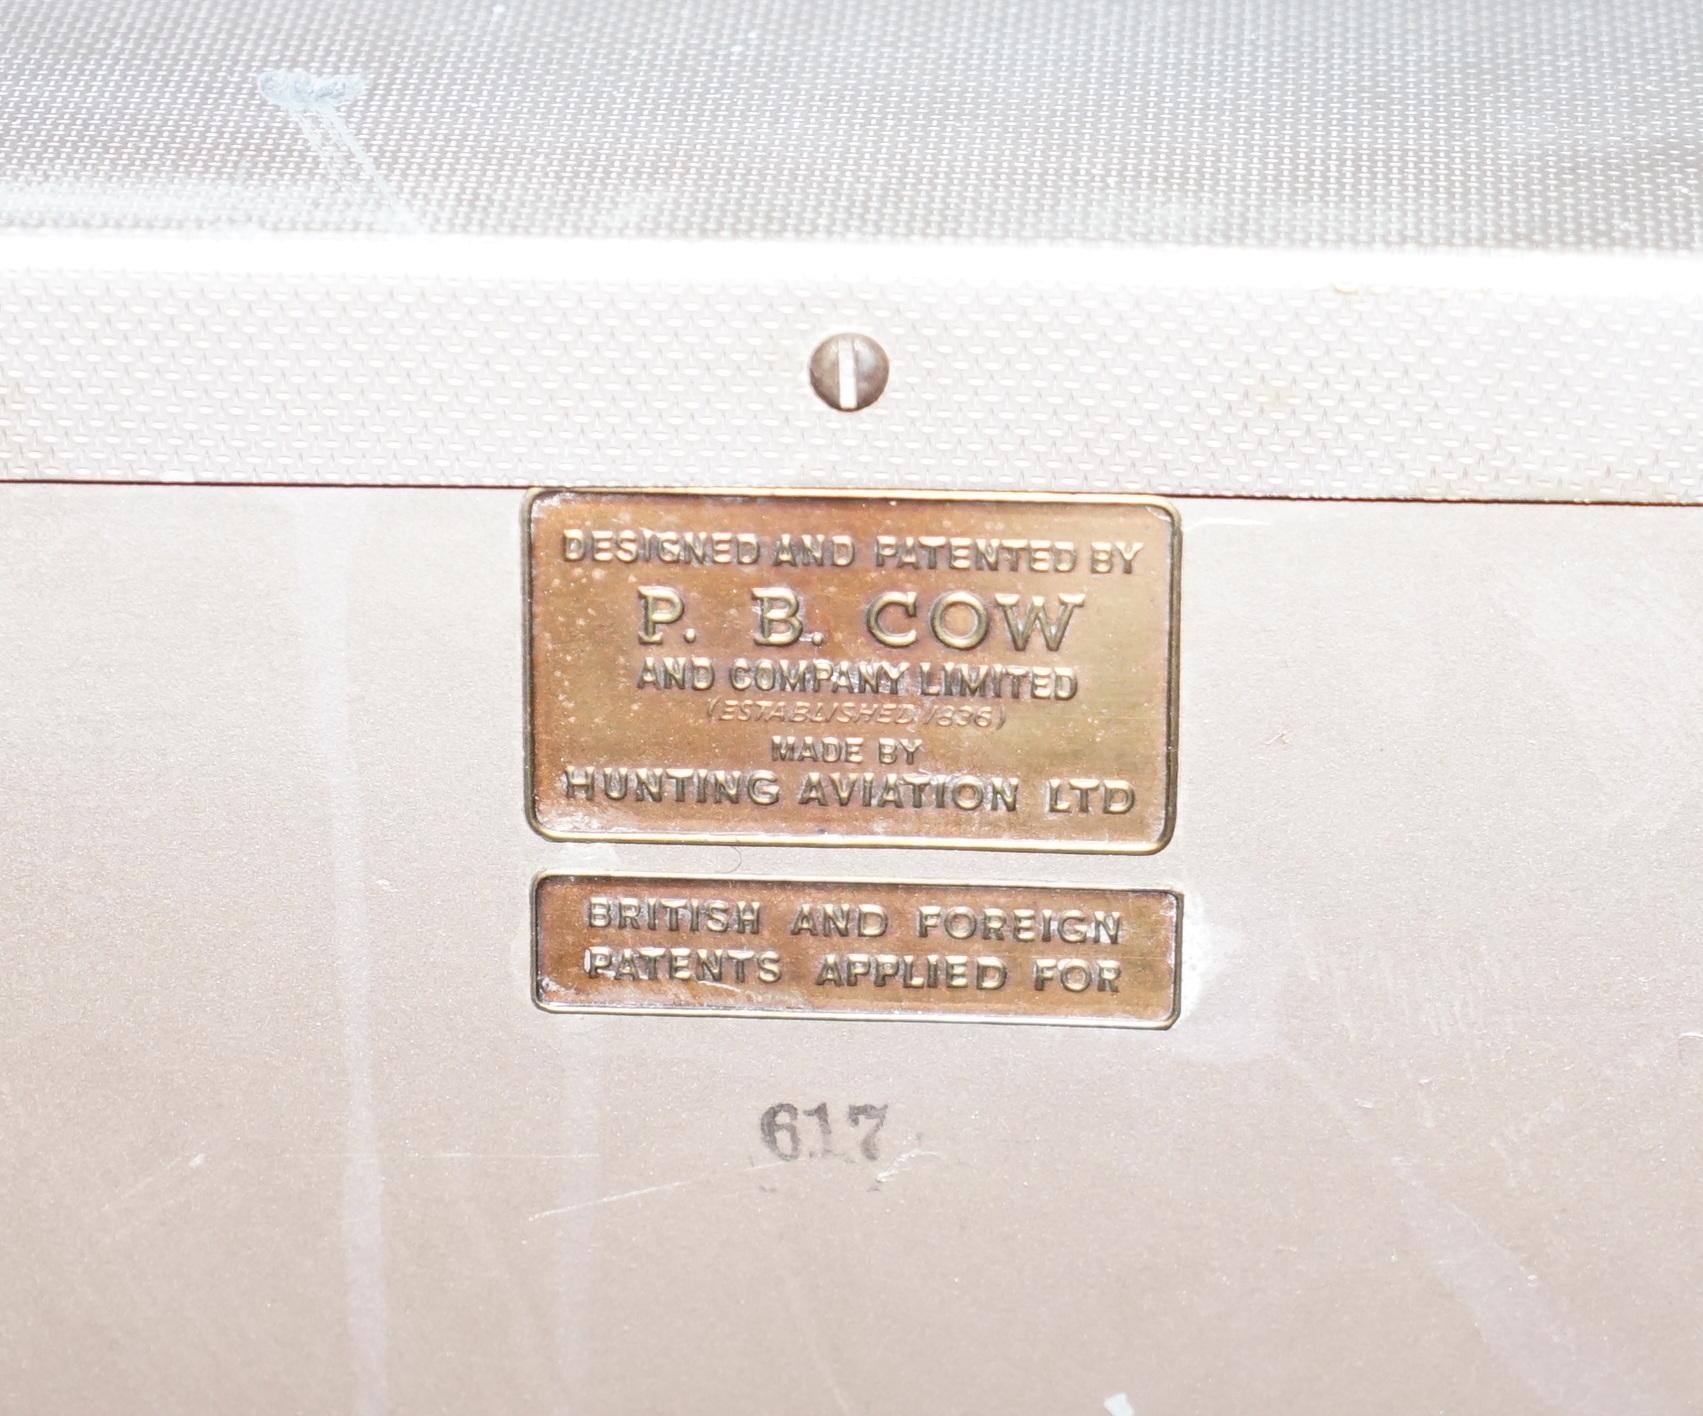 DESIGNED AND PATENTED BY
P. B. COW
AND COMPANY LIMITED
(ESTABLISHED 1836)
MADE BY
HUNTING AVIATION LTD
BRITISH AND FOREIGN
PATENTS APPLIED FOR
617